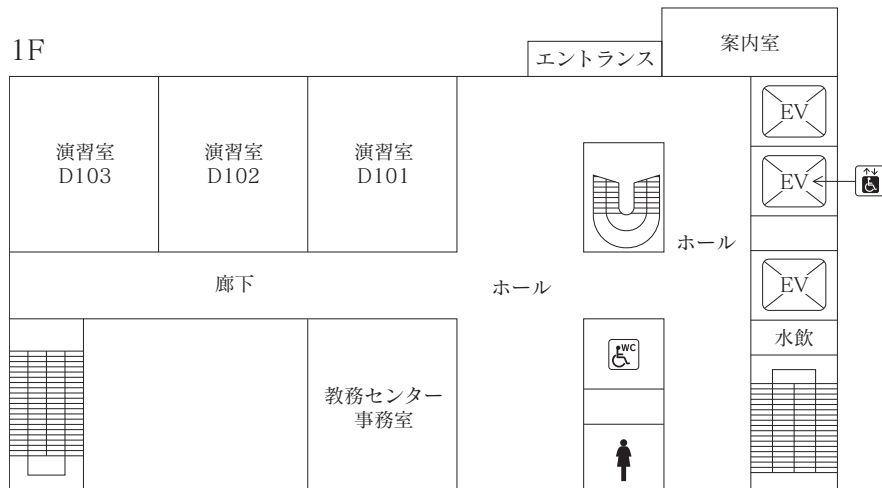 1F
エントランス
案内室
演習室
D103
演習室
D102
演習室
D101
EV
EV
ホール
廊下
ホール
EV
水飲
WC
教務センター
事務室